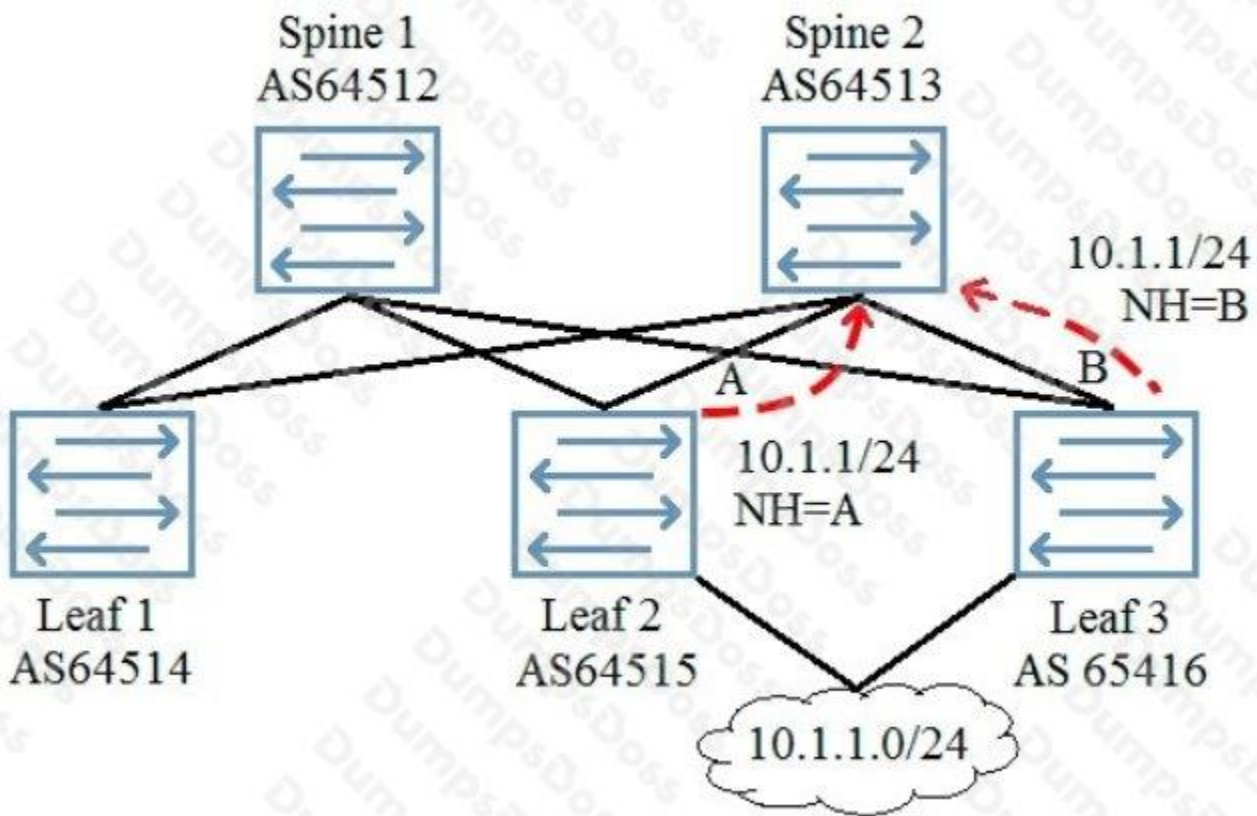 Spine 1
AS64512
Spine 2
AS64513
10.1.1/24
NH=B
A
B
10.1.1/24
NH=A
Leaf 1
AS64514
Leaf 2
AS64515
Leaf 3
AS 65416
10.1.1.0/24
DumpsDoss